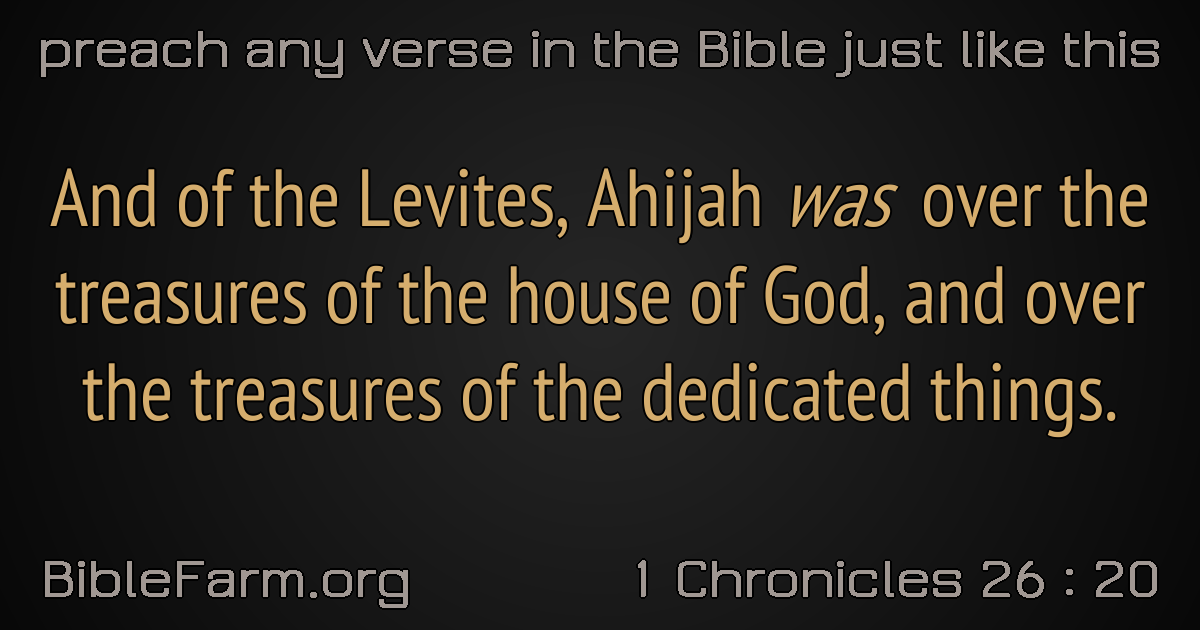 preach any verse in the Bible just like this
And of the Levites, Ahijah was over the
treasures of the house of God, and over
the treasures of the dedicated things.
BibleFarm.org
1 Chronicles 26 : 20